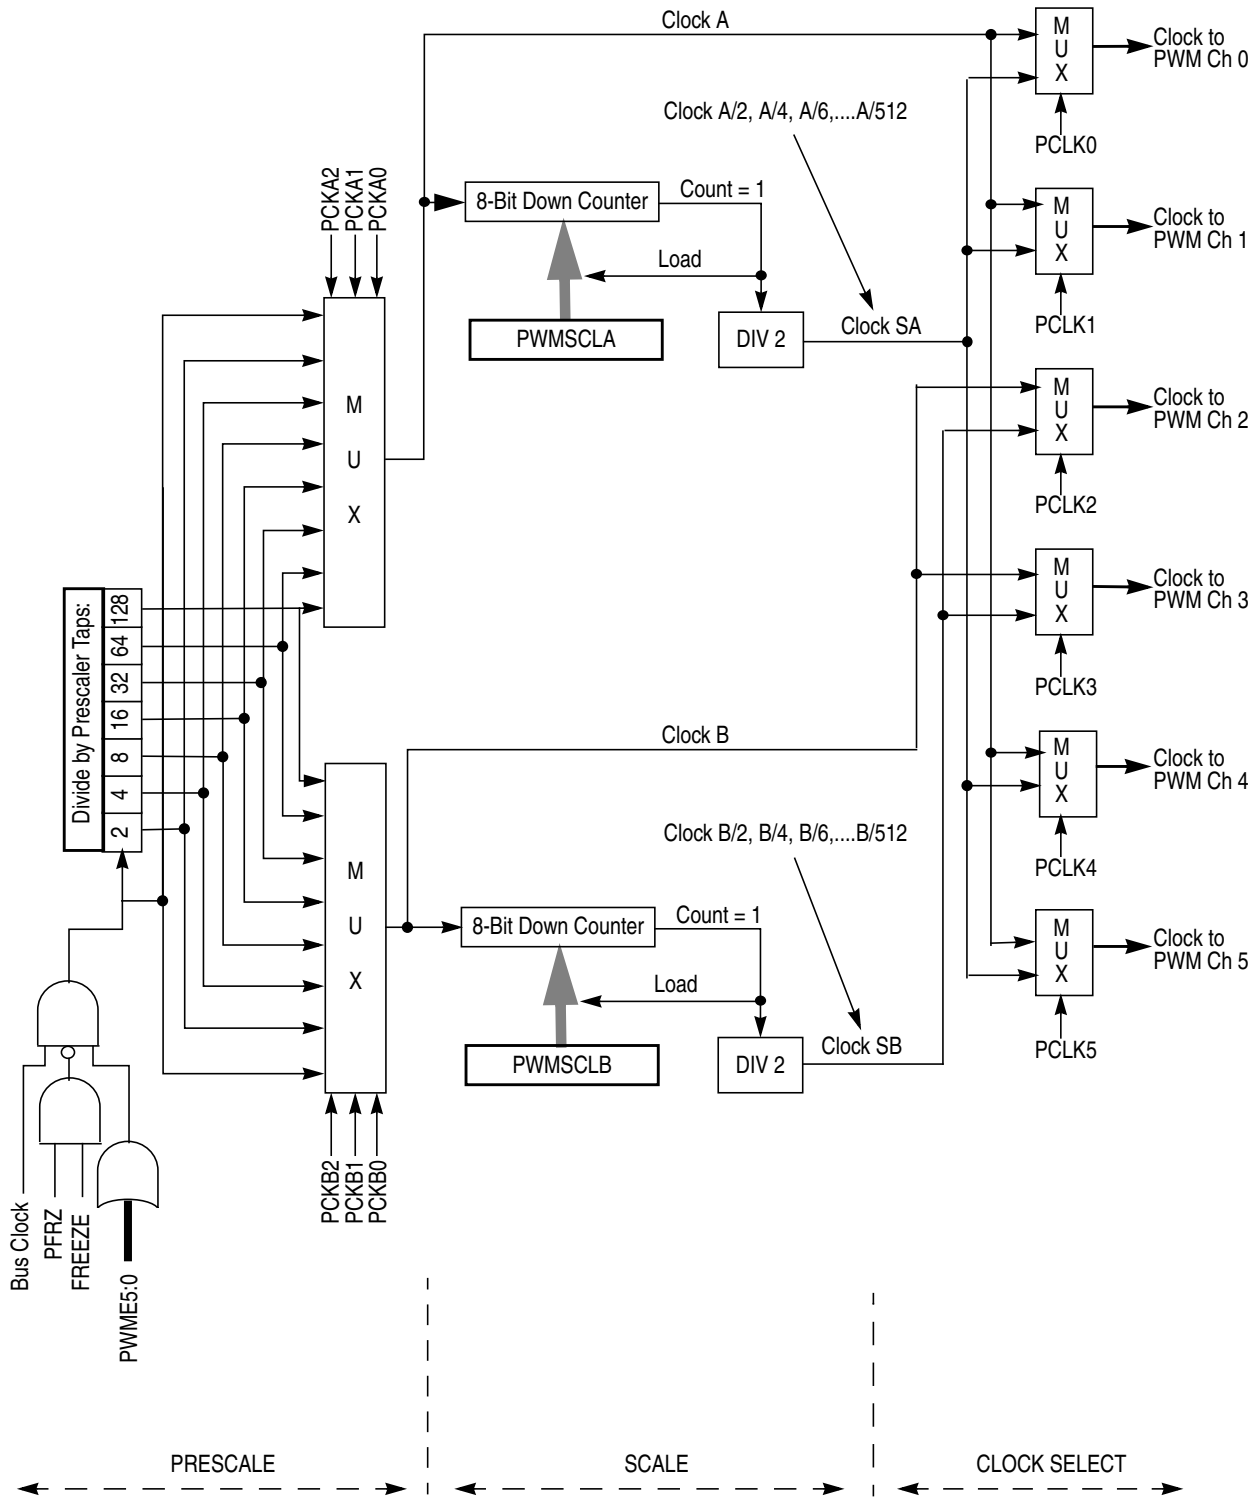 Clock A
M
U
X
Clock to
PWM Ch 0
PCLK0
Clock A/2, A/4, A/6,....A/512
PCKA2
PCKA1
PCKA0
8-Bit Down Counter
Count = 1
Load
PWMSCLA
DIV 2
Clock SA
M
U
X
Clock to
PWM Ch 1
PCLK1
M
U
X
M
U
X
Clock to
PWM Ch 2
PCLK2
M
U
X
Clock to
PWM Ch 3
PCLK3
Divide by Prescaler Taps:
128
64
32
16
8
4
2
Clock B
M
U
X
Clock to
PWM Ch 4
PCLK4
Clock B/2, B/4, B/6,....B/512
M
U
X
8-Bit Down Counter
Count = 1
Load
PWMSCLB
DIV 2
Clock SB
M
U
X
Clock to
PWM Ch 5
PCLK5
PCKB2
PCKB1
PCKB0
Bus Clock
PFRZ
FREEZE
PWME5:0
PRESCALE
SCALE
CLOCK SELECT